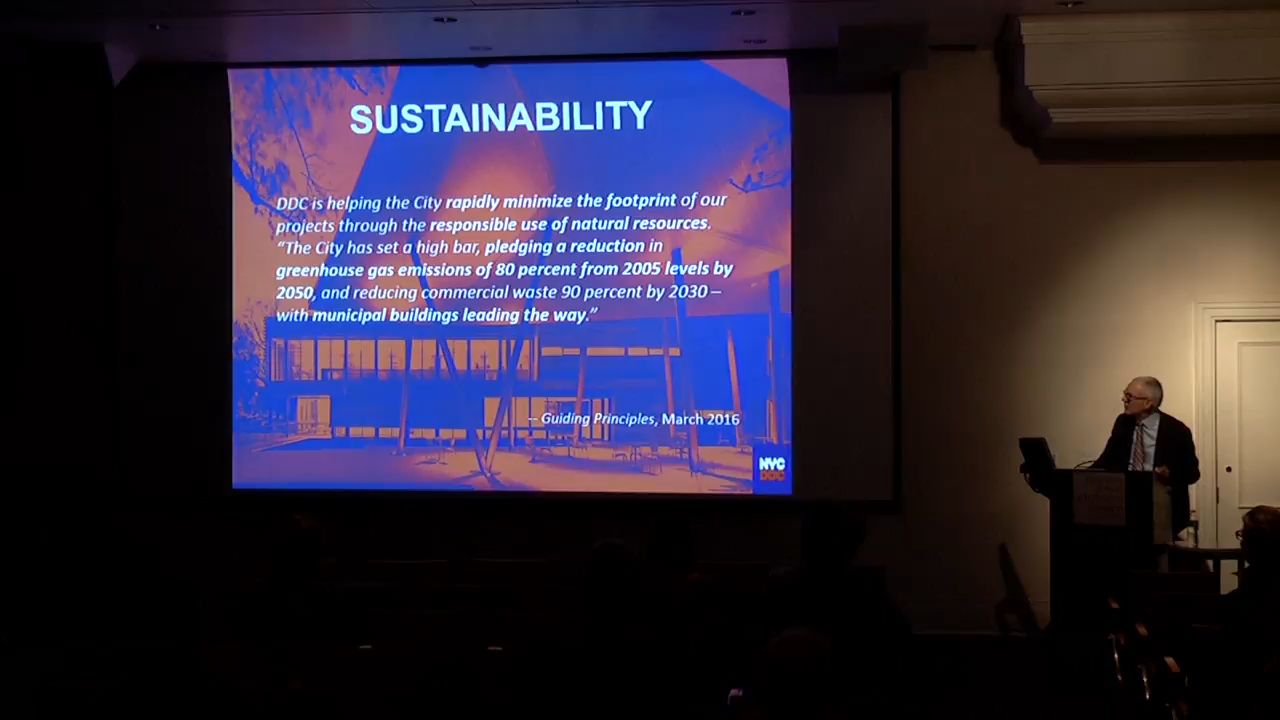 SUSTAINABILITY
DDC is helping the City rapidly minimize the footprint of our
projects through the responsible use of natural resources.
“The City has set a high bar, pledging a reduction in
greenhouse gas emissions of 80 percent from 2005 levels by
2050, and reducing commercial waste 90 percent by 2030 –
with municipal buildings leading the way.”
-- Guiding Principles, March 2016
NYC
DDC